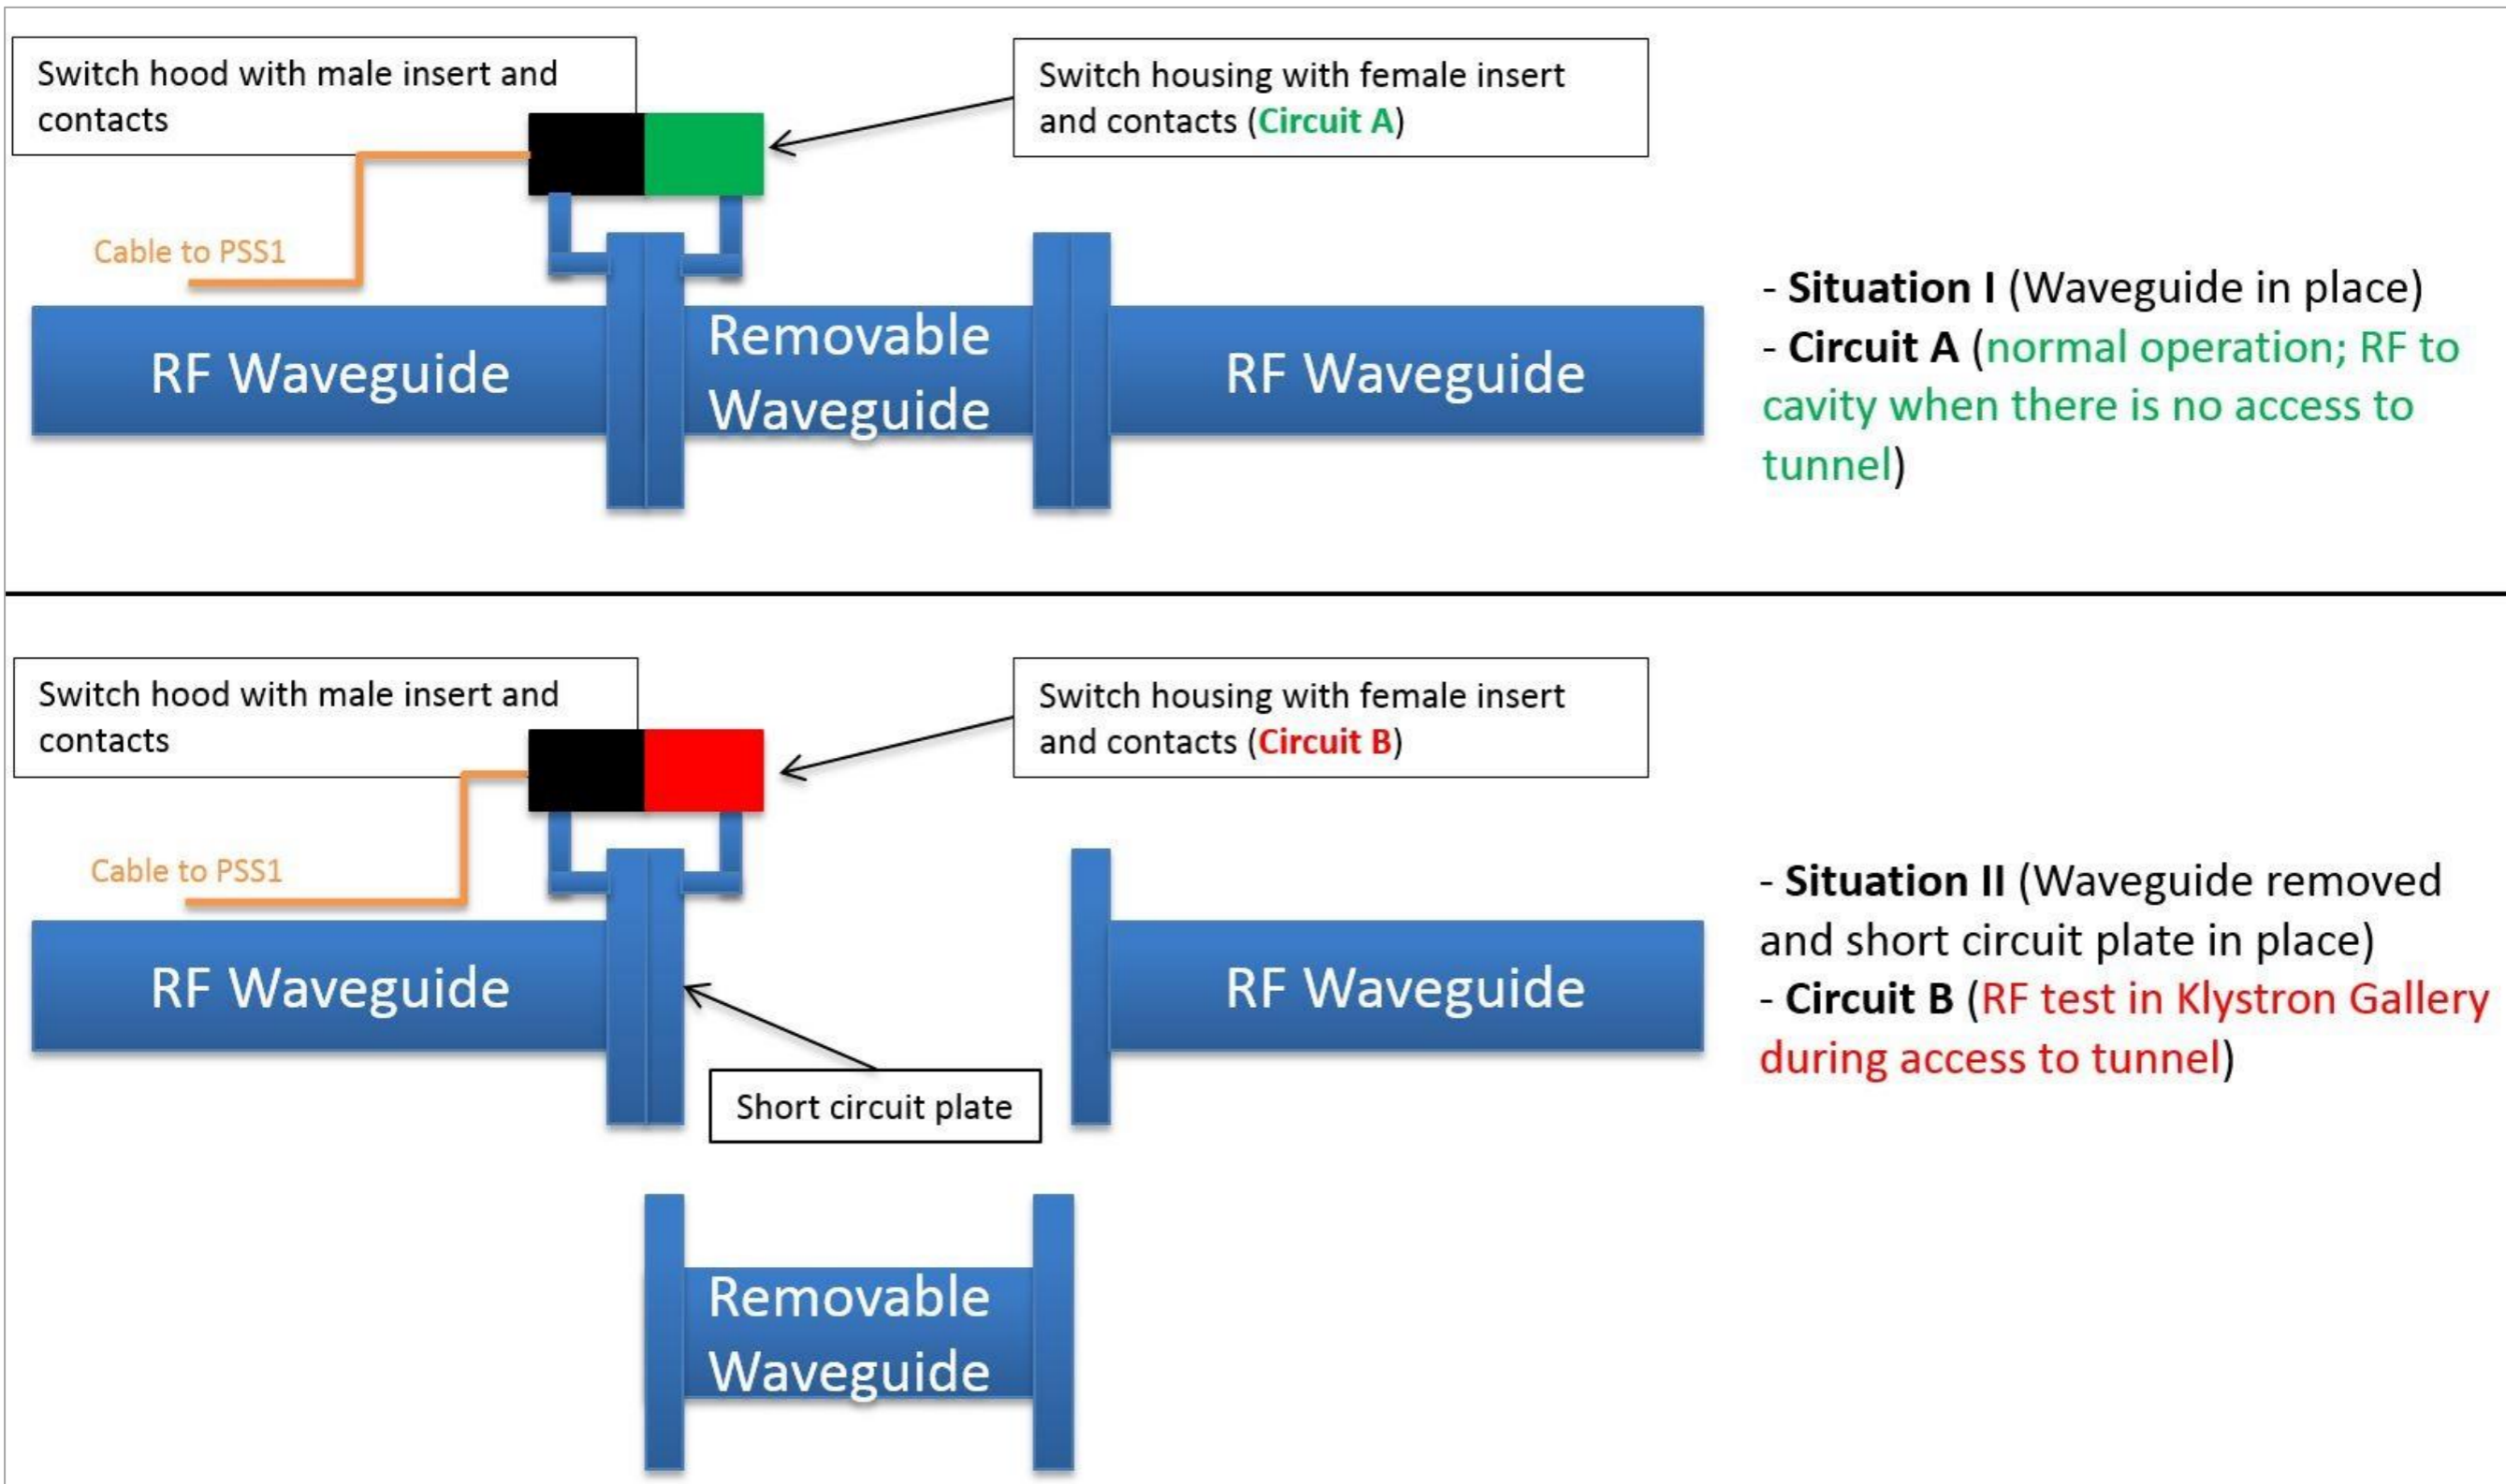 Switch hood with male insert and
contacts
Switch housing with female insert
and contacts (Circuit A)
Cable to PSS1
RF Waveguide
Removable
Waveguide
RF Waveguide
- Situation I (Waveguide in place)
- Circuit A (normal operation; RF to
cavity when there is no access to
tunnel)
Switch hood with male insert and
contacts
Switch housing with female insert
and contacts (Circuit B)
Cable to PSS1
RF Waveguide
RF Waveguide
Short circuit plate
- Situation II (Waveguide removed
and short circuit plate in place)
- Circuit B (RF test in Klystron Gallery
during access to tunnel)
Removable
Waveguide